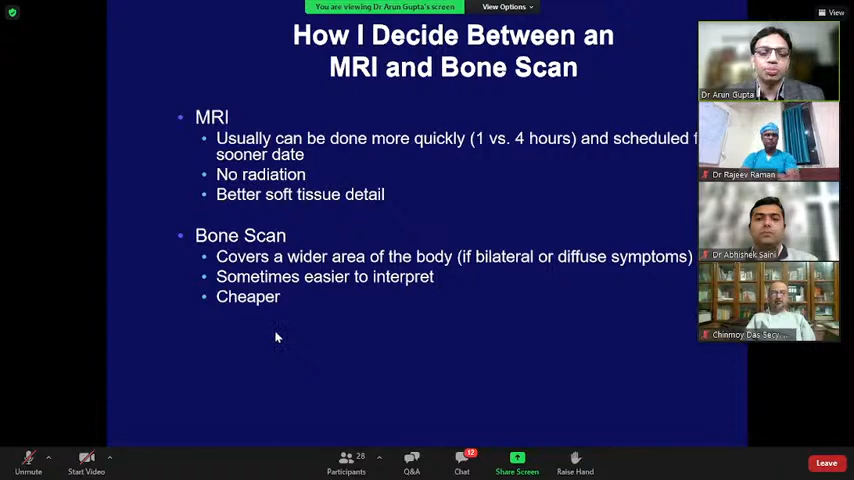 You are viewing Dr Arun Gupta's screen
View Options
View
How I Decide Between an
MRI and Bone Scan
MRI
Usually can be done more quickly (1 vs. 4 hours) and scheduled
sooner date
No radiation
Better soft tissue detail
Bone Scan
Covers a wider area of the body (if bilateral or diffuse symptoms)
Sometimes easier to interpret
Cheaper
Dr Arun Gupta
Dr Rajeev Raman
Dr Abhishek Saini
Chinmoy Das Secy...
Unmute
Start Video
28
Participants
Q&A
12
Chat
Share Screen
Raise Hand
Leave